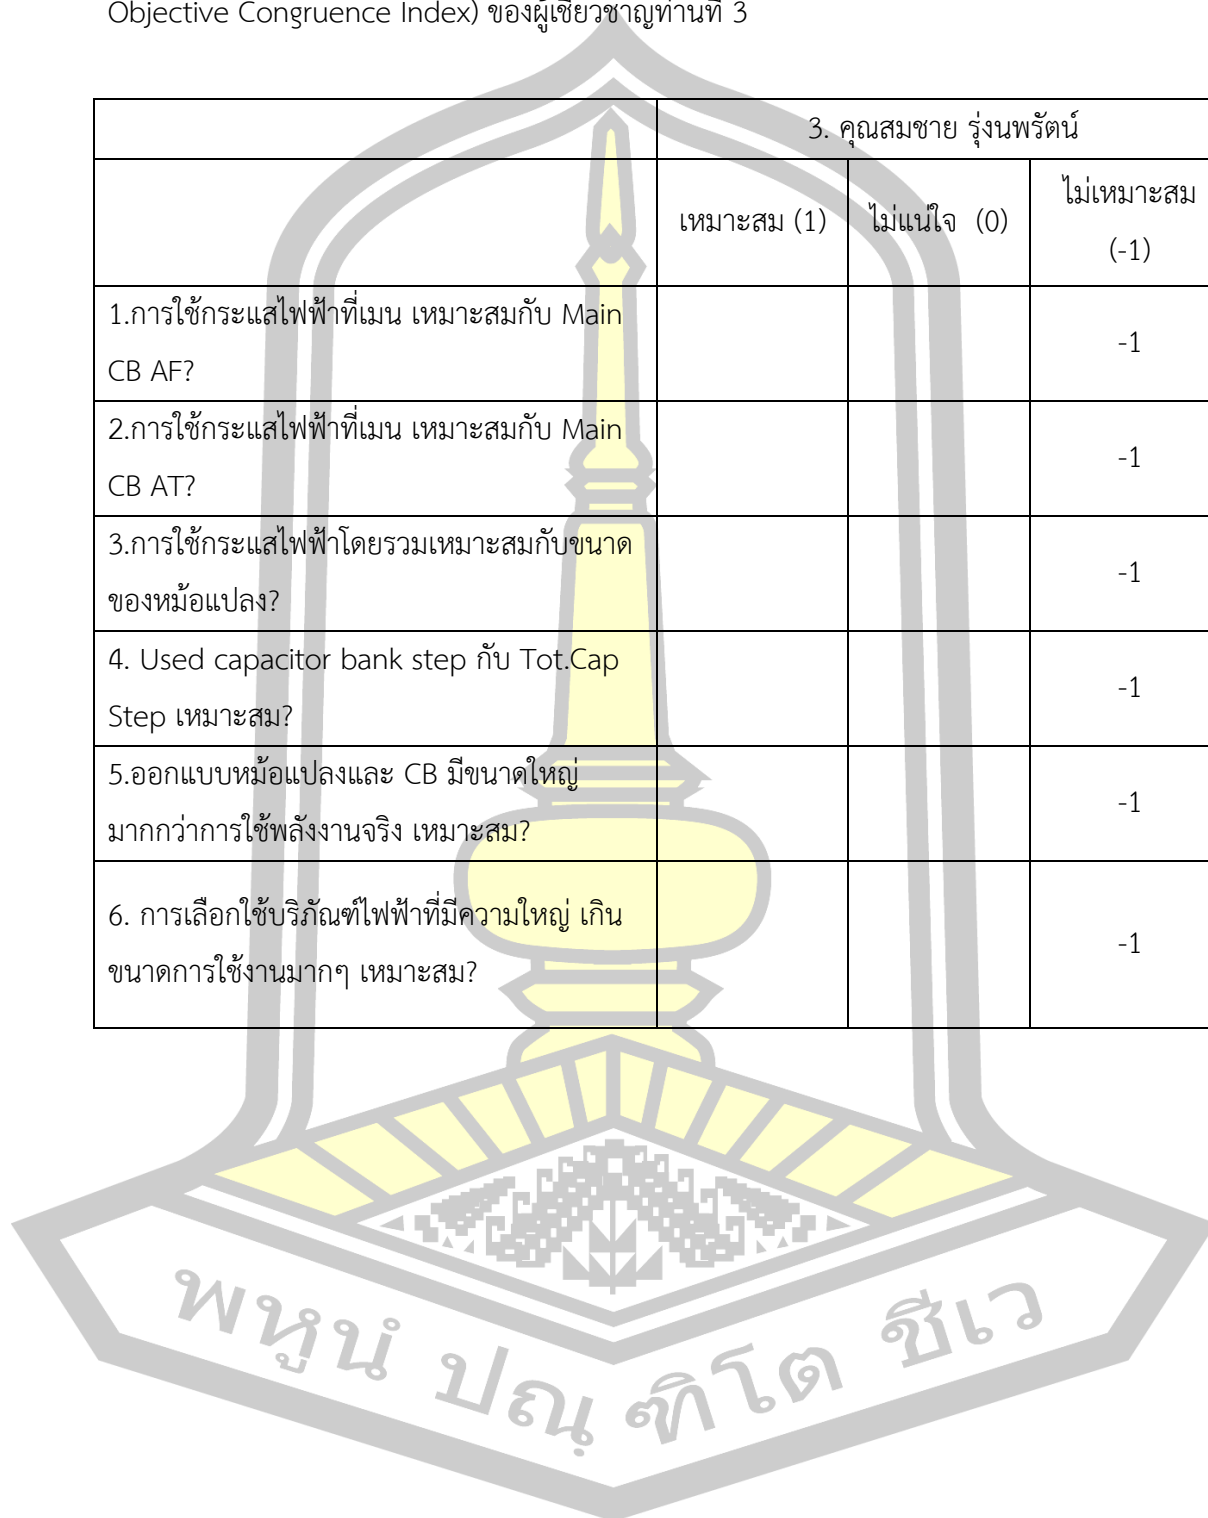 Objective Congruence Index) ของผู้เชี่ยวชาญท่านที่ 3
3. คุณสมชาย รุ่งนพรัตน์
เหมาะสม (1) ไม่แน่ใจ (0) ไม่เหมาะสม
(-1)
1.การใช้กระแสไฟฟ้าที่เมน เหมาะสมกับ Main
CB AF?
-1
2.การใช้กระแสไฟฟ้าที่เมน เหมาะสมกับ Main
CB AT?
-1
3.การใช้กระแสไฟฟ้าโดยรวมเหมาะสมกับขนาด
ของหม้อแปลง?
-1
4. Used capacitor bank step กับ Tot.Cap
Step เหมาะสม?
-1
5.ออกแบบหม้อแปลงและ CB มีขนาดใหญ่
มากกว่าการใช้พลังงานจริง เหมาะสม?
-1
6. การเลือกใช้บริภัณฑ์ไฟฟ้าที่มีความใหญ่ เกิน
ขนาดการใช้งานมากๆ เหมาะสม?
-1
พหูนํ ปณฺฑิโต ชีเว